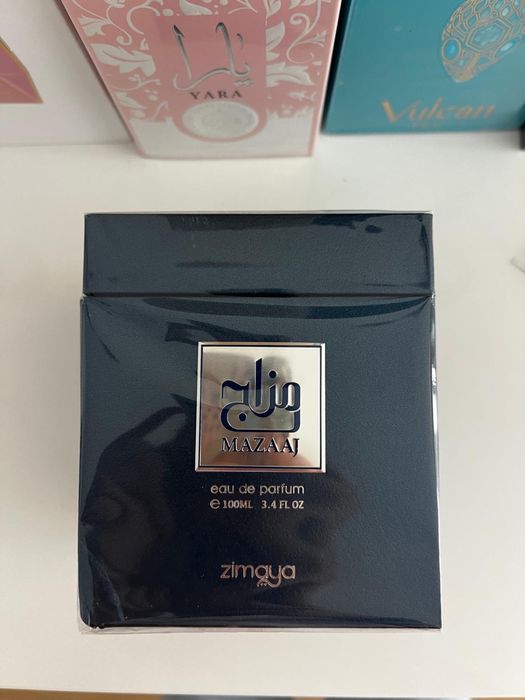 يارا
YARA
Vulcan
مزاج
MAZAAJ
eau de parfum
℮ 100ML 3.4 FL OZ
zimaya